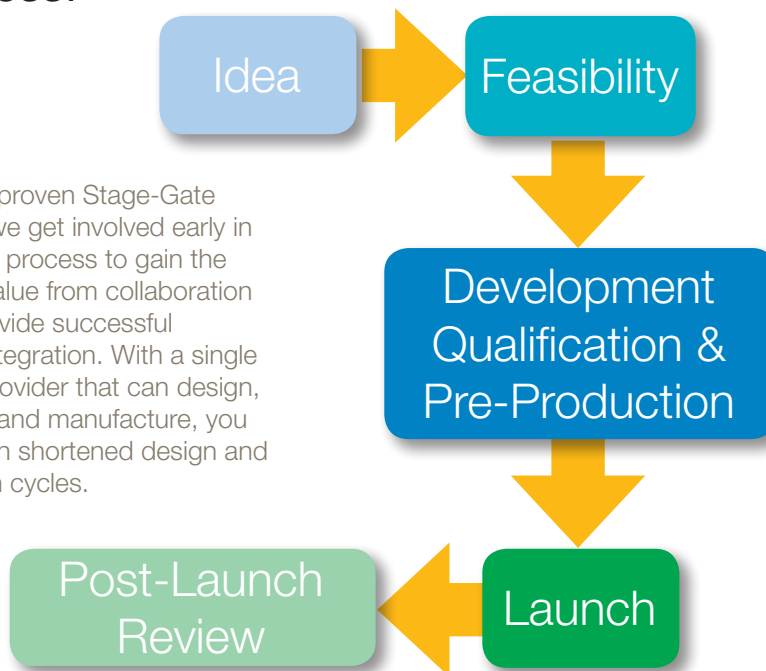 Idea
Feasibility
proven Stage-Gate
we get involved early in
process to gain the
alue from collaboration
vide successful
tegration. With a single
ovider that can design,
and manufacture, you
n shortened design and
n cycles.
Development
Qualification &
Pre-Production
Launch
Post-Launch
Review